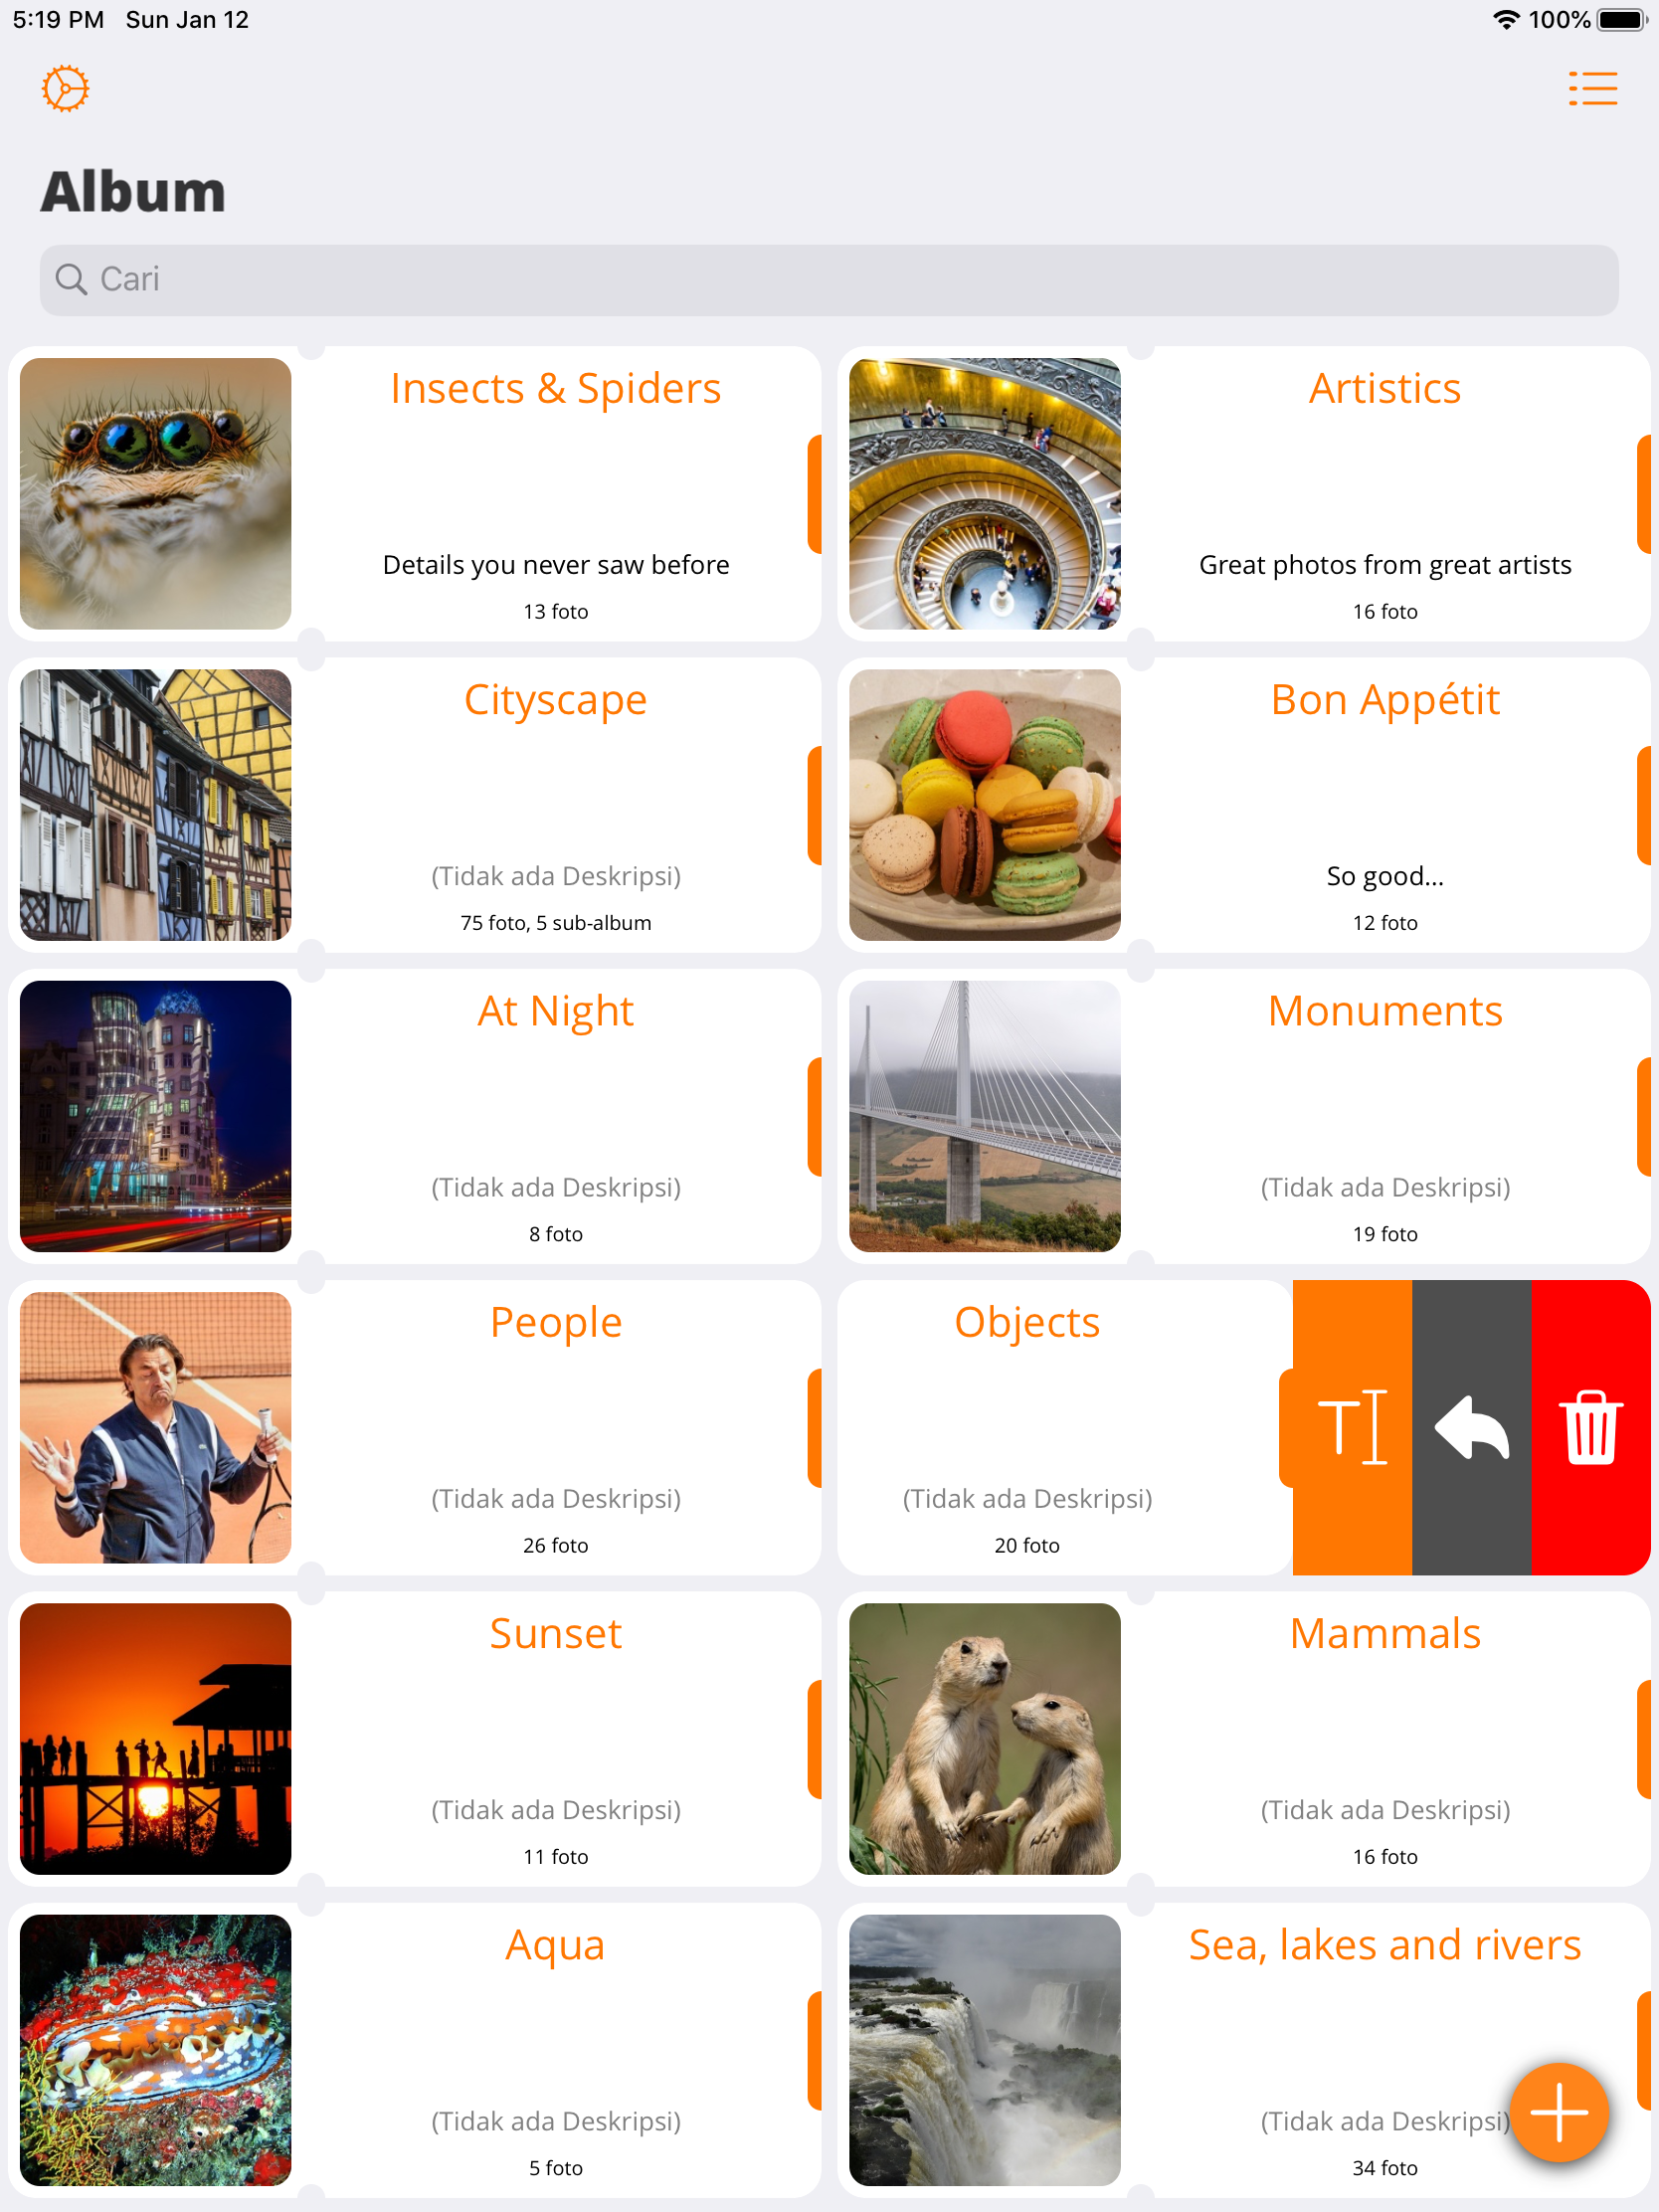 5:19 PM Sun Jan 12
100%
Album
Cari
Insects & Spiders
Details you never saw before
13 foto
Artistics
Great photos from great artists
16 foto
Cityscape
(Tidak ada Deskripsi)
75 foto, 5 sub-album
Bon Appétit
So good...
12 foto
At Night
(Tidak ada Deskripsi)
8 foto
Monuments
(Tidak ada Deskripsi)
19 foto
People
(Tidak ada Deskripsi)
26 foto
Objects
(Tidak ada Deskripsi)
20 foto
Sunset
(Tidak ada Deskripsi)
11 foto
Mammals
(Tidak ada Deskripsi)
16 foto
Aqua
(Tidak ada Deskripsi)
5 foto
Sea, lakes and rivers
(Tidak ada Deskripsi)
34 foto